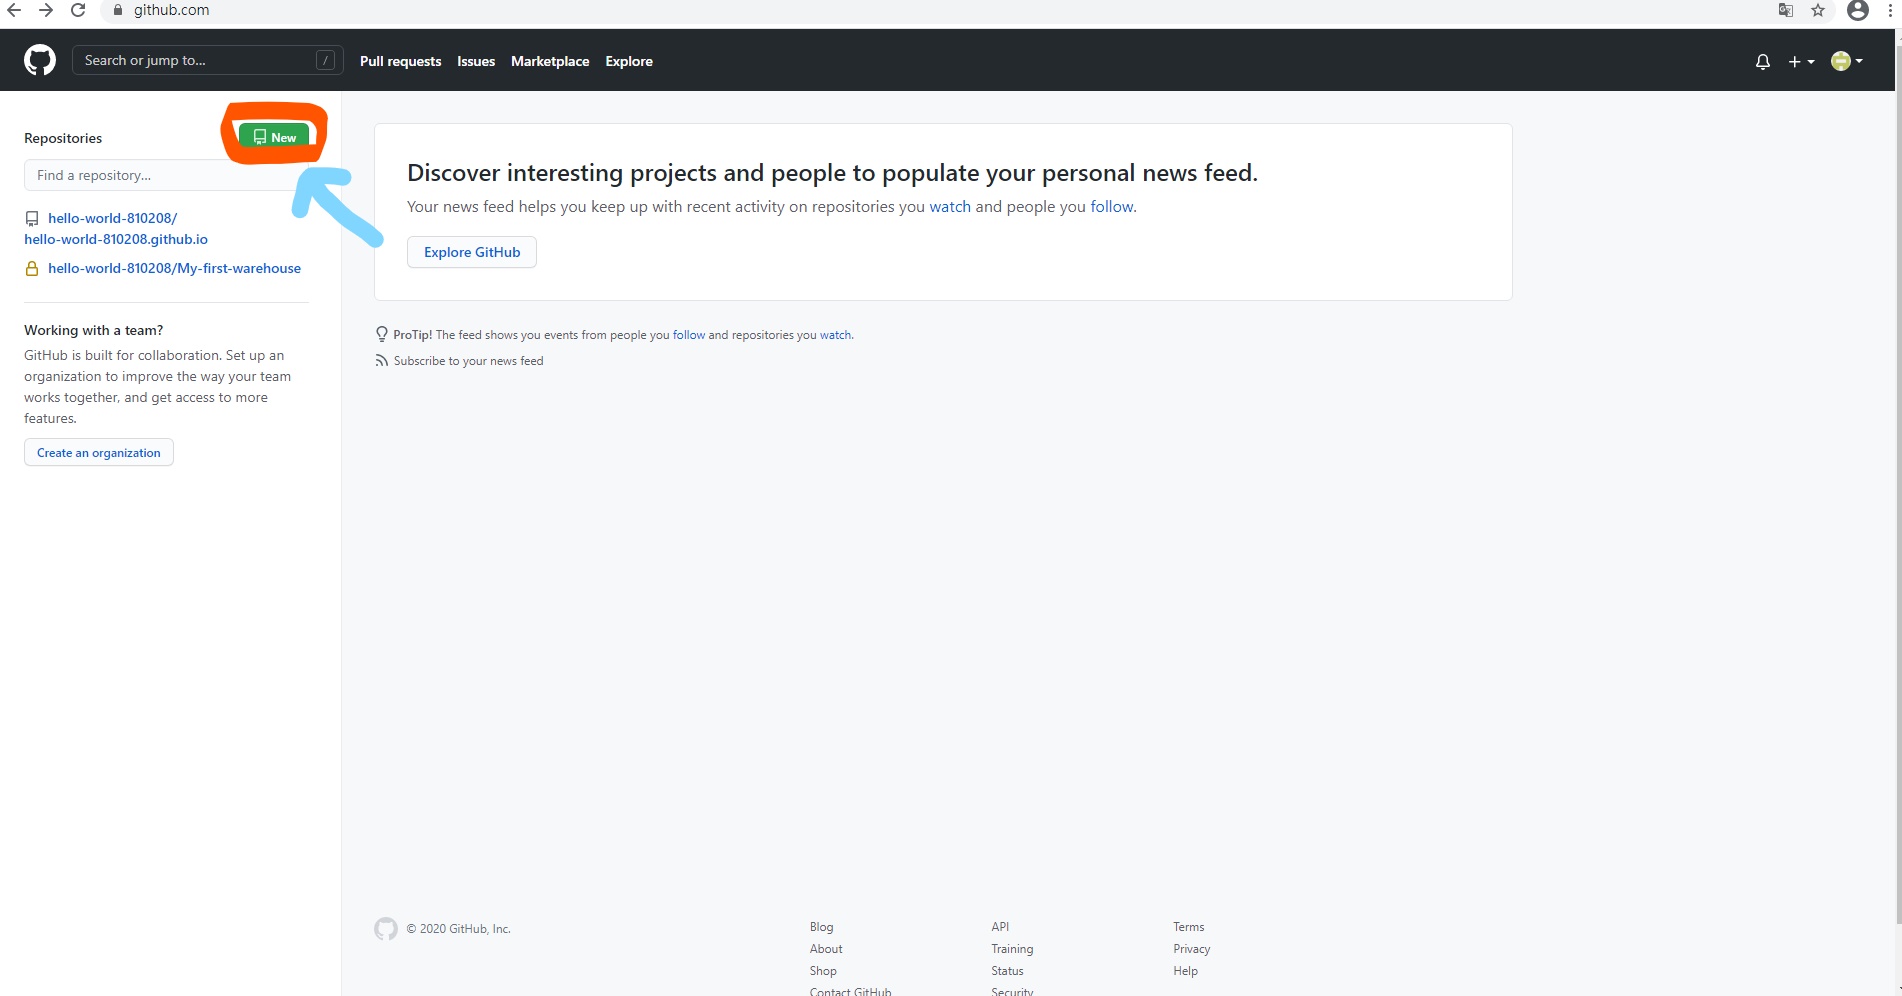 github.com
Search or jump to... /
Pull requests Issues Marketplace Explore
Repositories
New
Find a repository...
hello-world-810208/
hello-world-810208.github.io
hello-world-810208/My-first-warehouse
Working with a team?
GitHub is built for collaboration. Set up an
organization to improve the way your team
works together, and get access to more
features.
Create an organization
Discover interesting projects and people to populate your personal news feed.
Your news feed helps you keep up with recent activity on repositories you watch and people you follow.
Explore GitHub
ProTip! The feed shows you events from people you follow and repositories you watch.
Subscribe to your news feed
© 2020 GitHub, Inc.
Blog
About
Shop
Contact GitHub
API
Training
Status
Security
Terms
Privacy
Help